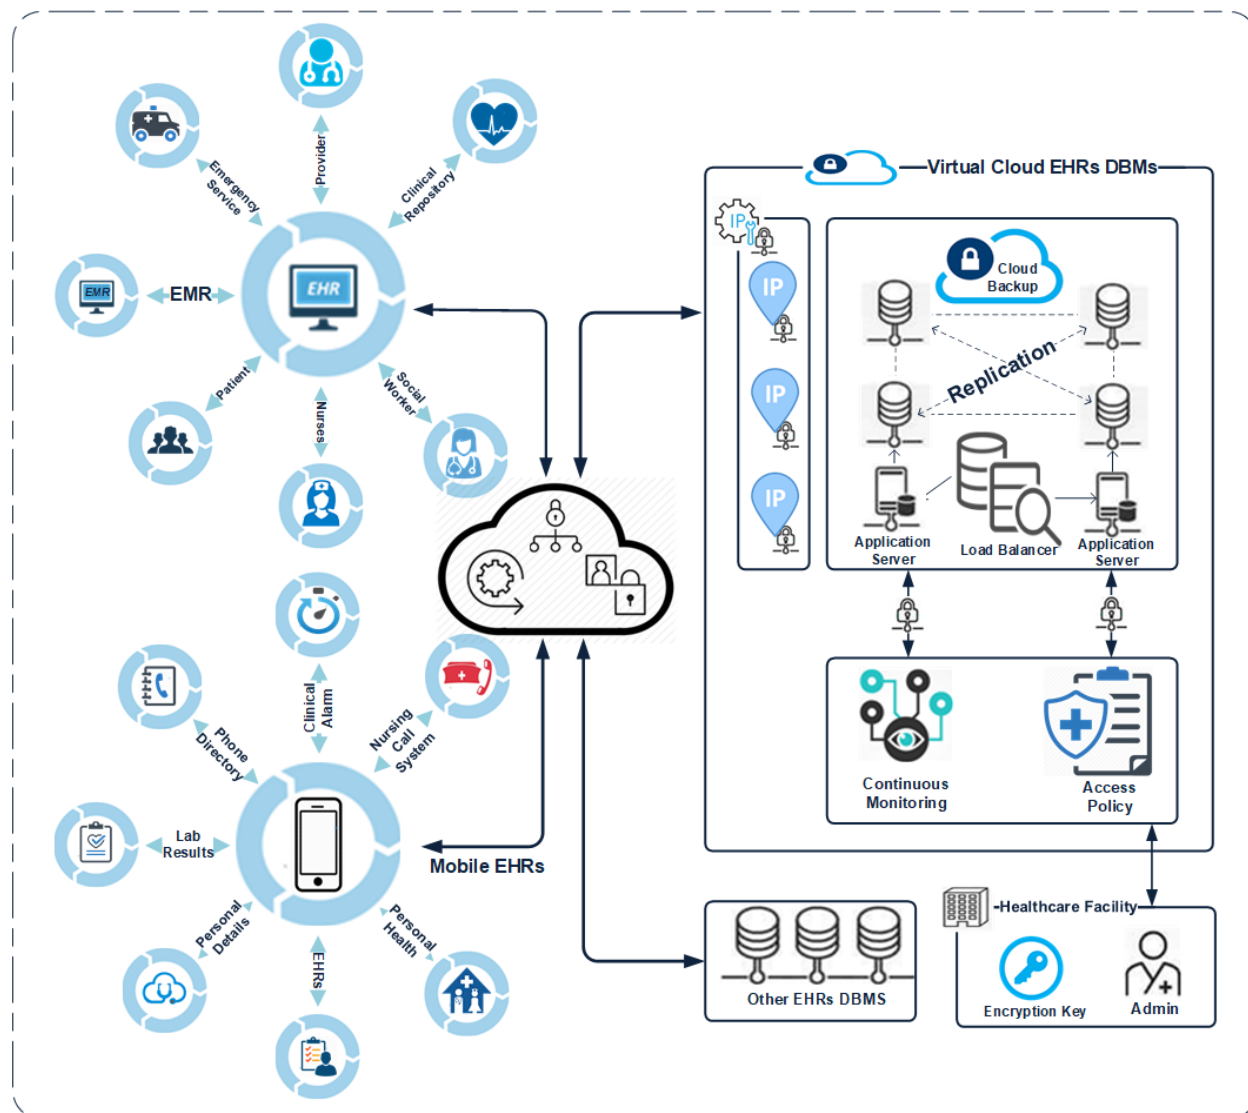 Provider
Emergency
Service
Clinical
Repository
EHR
EMR
EMR
Patient
Nurses
Social
Worker
Virtual Cloud EHRs DBMs
IP
IP
IP
IP
Cloud
Backup
Replication
Application
Server
Load Balancer
Application
Server
Clinical
Alarm
Phone
Directory
Nursing
Call
System
Lab
Results
Mobile EHRs
Personal
Details
EHRs
Personal
Health
Continuous
Monitoring
Access
Policy
Other EHRs DBMS
Healthcare Facility
Encryption Key
Admin